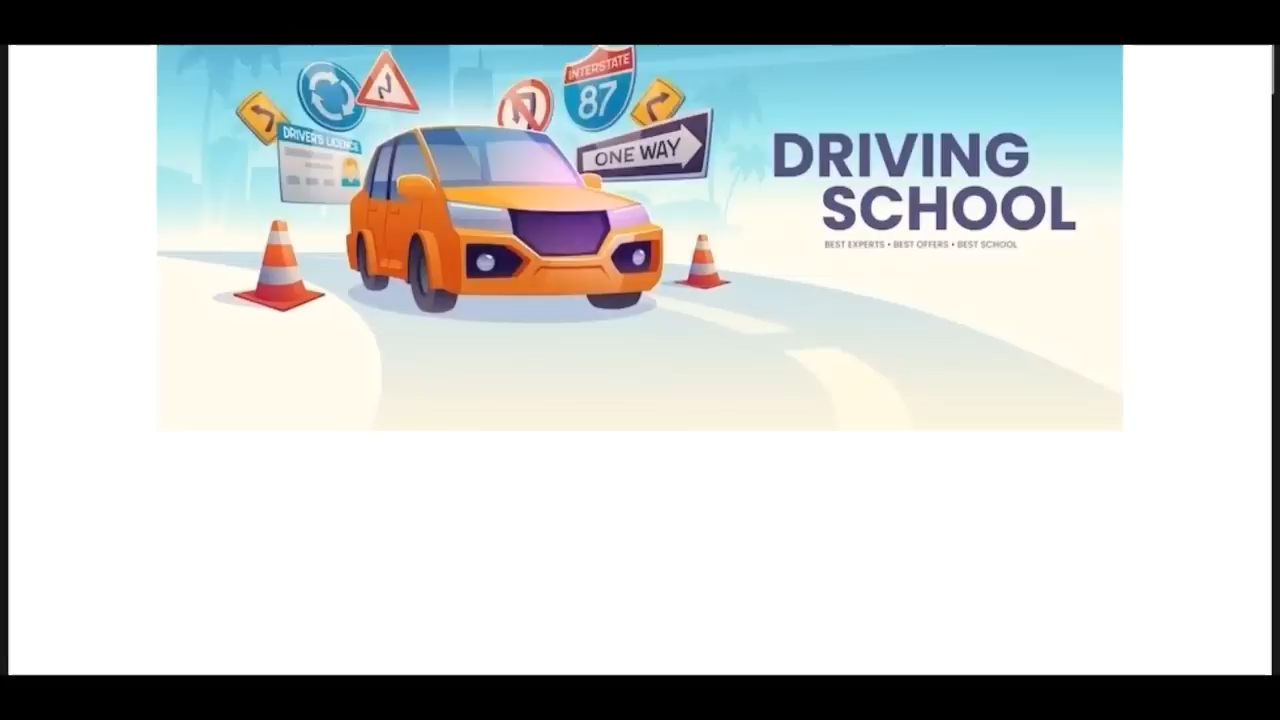 INTERSTATE
87
DRIVER'S LICENCE
ONE WAY
DRIVING
SCHOOL
BEST EXPERTS • BEST OFFERS • BEST SCHOOL